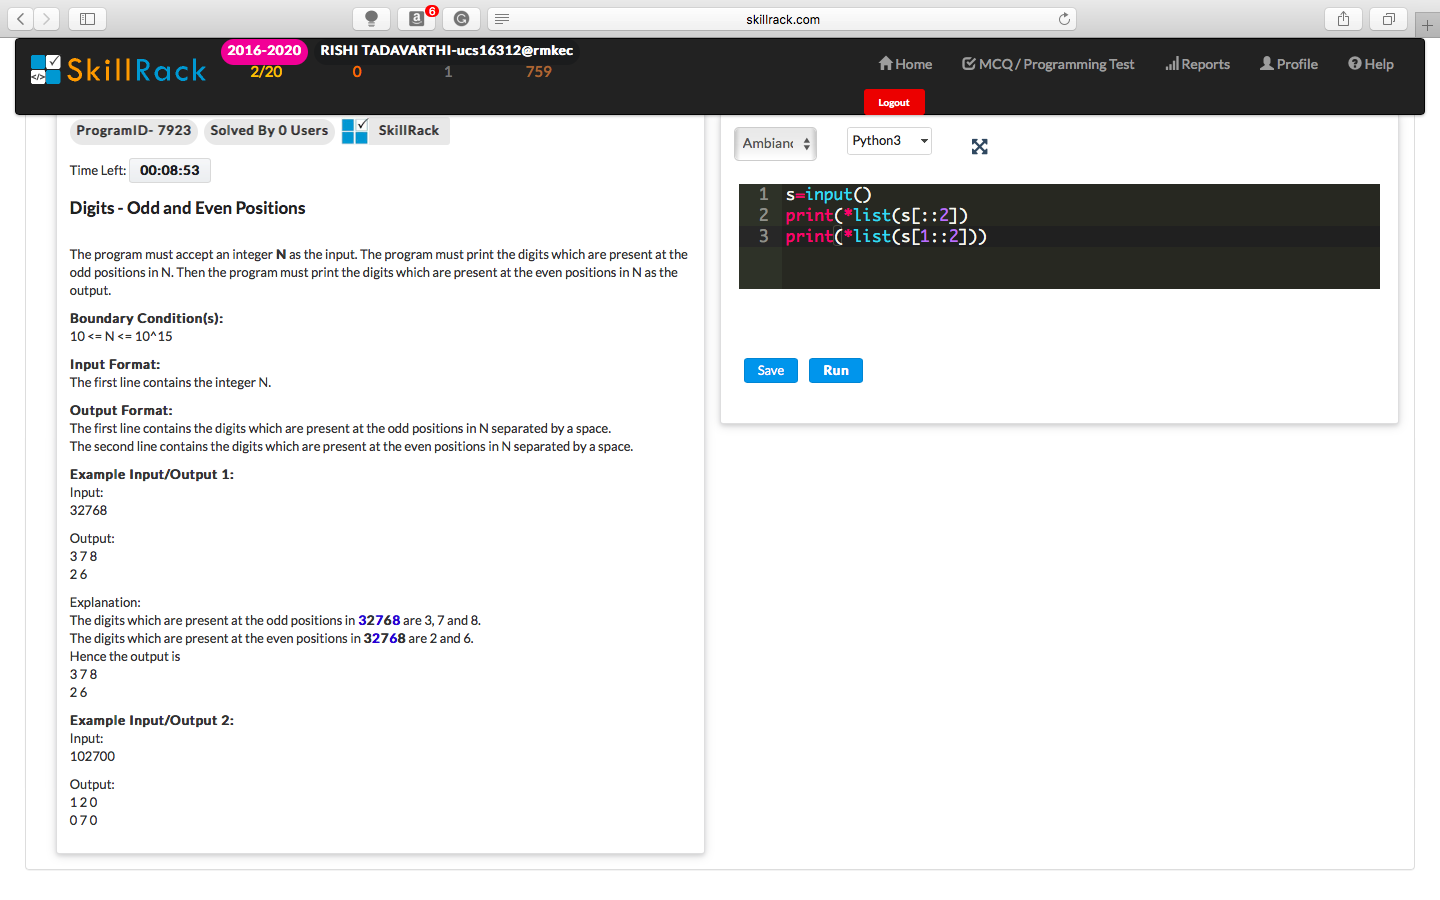 skillrack.com
6
SkillRack
2016-2020
RISHI TADAVARTHI-ucs16312@rmkec
2/20
0
1
759
Home
MCQ / Programming Test
Reports
Profile
Help
Logout
ProgramID- 7923
Solved By 0 Users
SkillRack
Time Left: 00:08:53
Digits - Odd and Even Positions
The program must accept an integer N as the input. The program must print the digits which are present at the
odd positions in N. Then the program must print the digits which are present at the even positions in N as the
output.
Boundary Condition(s):
10 <= N <= 10^15
Input Format:
The first line contains the integer N.
Output Format:
The first line contains the digits which are present at the odd positions in N separated by a space.
The second line contains the digits which are present at the even positions in N separated by a space.
Example Input/Output 1:
Input:
32768
Output:
3 7 8
2 6
Explanation:
The digits which are present at the odd positions in 32768 are 3, 7 and 8.
The digits which are present at the even positions in 32768 are 2 and 6.
Hence the output is
3 7 8
2 6
Example Input/Output 2:
Input:
102700
Output:
1 2 0
0 7 0
Ambianc
Python3
1 s=input()
2 print(*list(s[::2])
3 print(*list(s[1::2]))
Save
Run